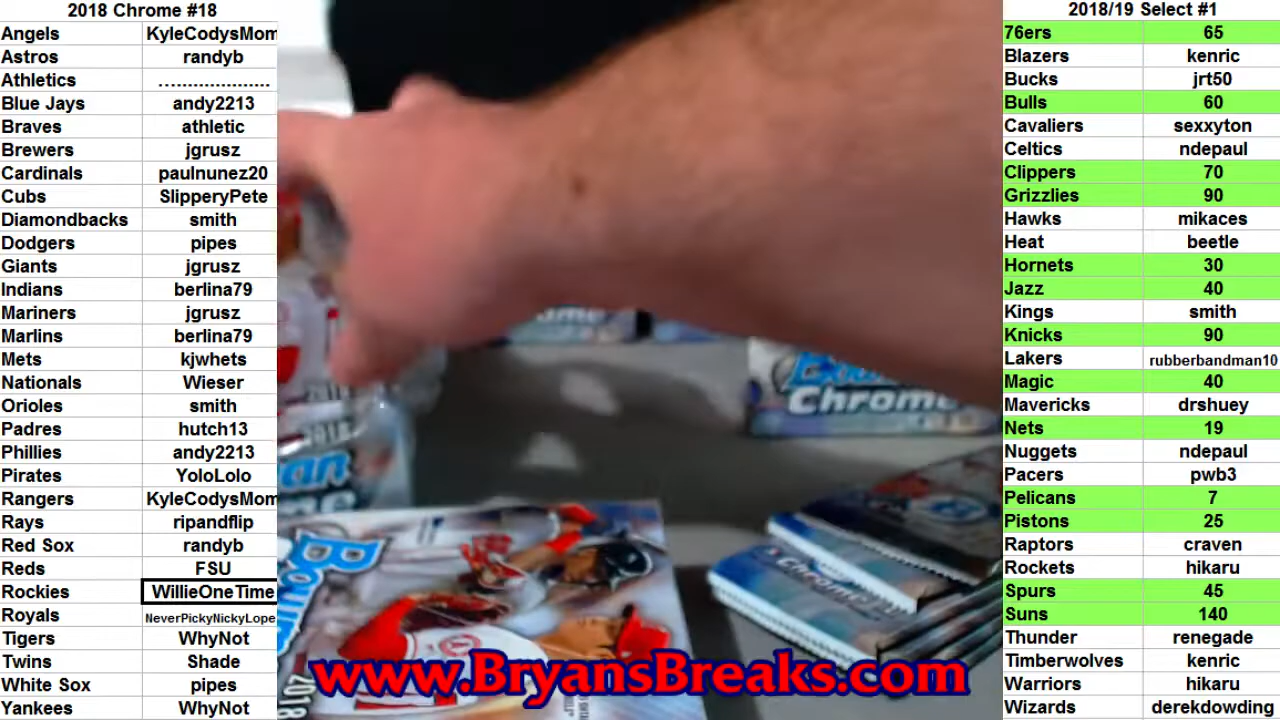 2018 Chrome #18
Angels KyleCodysMom
Astros randyb
Athletics ....................
Blue Jays andy2213
Braves athletic
Brewers jgrusz
Cardinals paulnunez20
Cubs SlipperyPete
Diamondbacks smith
Dodgers pipes
Giants jgrusz
Indians berlina79
Mariners jgrusz
Marlins berlina79
Mets kjwhets
Nationals Wieser
Orioles smith
Padres hutch13
Phillies andy2213
Pirates YoloLolo
Rangers KyleCodysMom
Rays ripandflip
Red Sox randyb
Reds FSU
Rockies WillieOneTime
Royals NeverPickyNickyLope
Tigers WhyNot
Twins Shade
White Sox pipes
Yankees WhyNot
Chrome
2018
Bowm
2018
Chrome
www.BryansBreaks.com
2018/19 Select #1
76ers 65
Blazers kenric
Bucks jrt50
Bulls 60
Cavaliers sexxyton
Celtics ndepaul
Clippers 70
Grizzlies 90
Hawks mikaces
Heat beetle
Hornets 30
Jazz 40
Kings smith
Knicks 90
Lakers rubberbandman10
Magic 40
Mavericks drshuey
Nets 19
Nuggets ndepaul
Pacers pwb3
Pelicans 7
Pistons 25
Raptors craven
Rockets hikaru
Spurs 45
Suns 140
Thunder renegade
Timberwolves kenric
Warriors hikaru
Wizards derekdowding